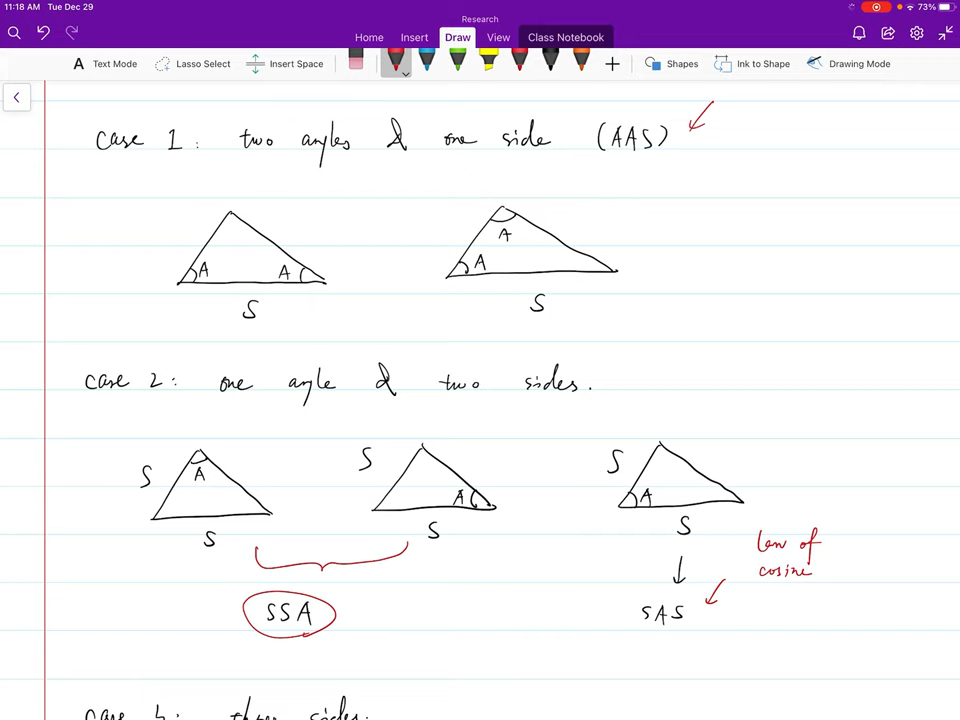 11:18 AM Tue Dec 29
73%
Research
Home Insert Draw View Class Notebook
A Text Mode Lasso Select Insert Space Shapes Ink to Shape Drawing Mode
case 1: two angles & one side (AAS)
A A A A
S S
case 2: one angle & two sides.
S A S A S A
S S S
law of
cosine
SSA SAS
three sides.